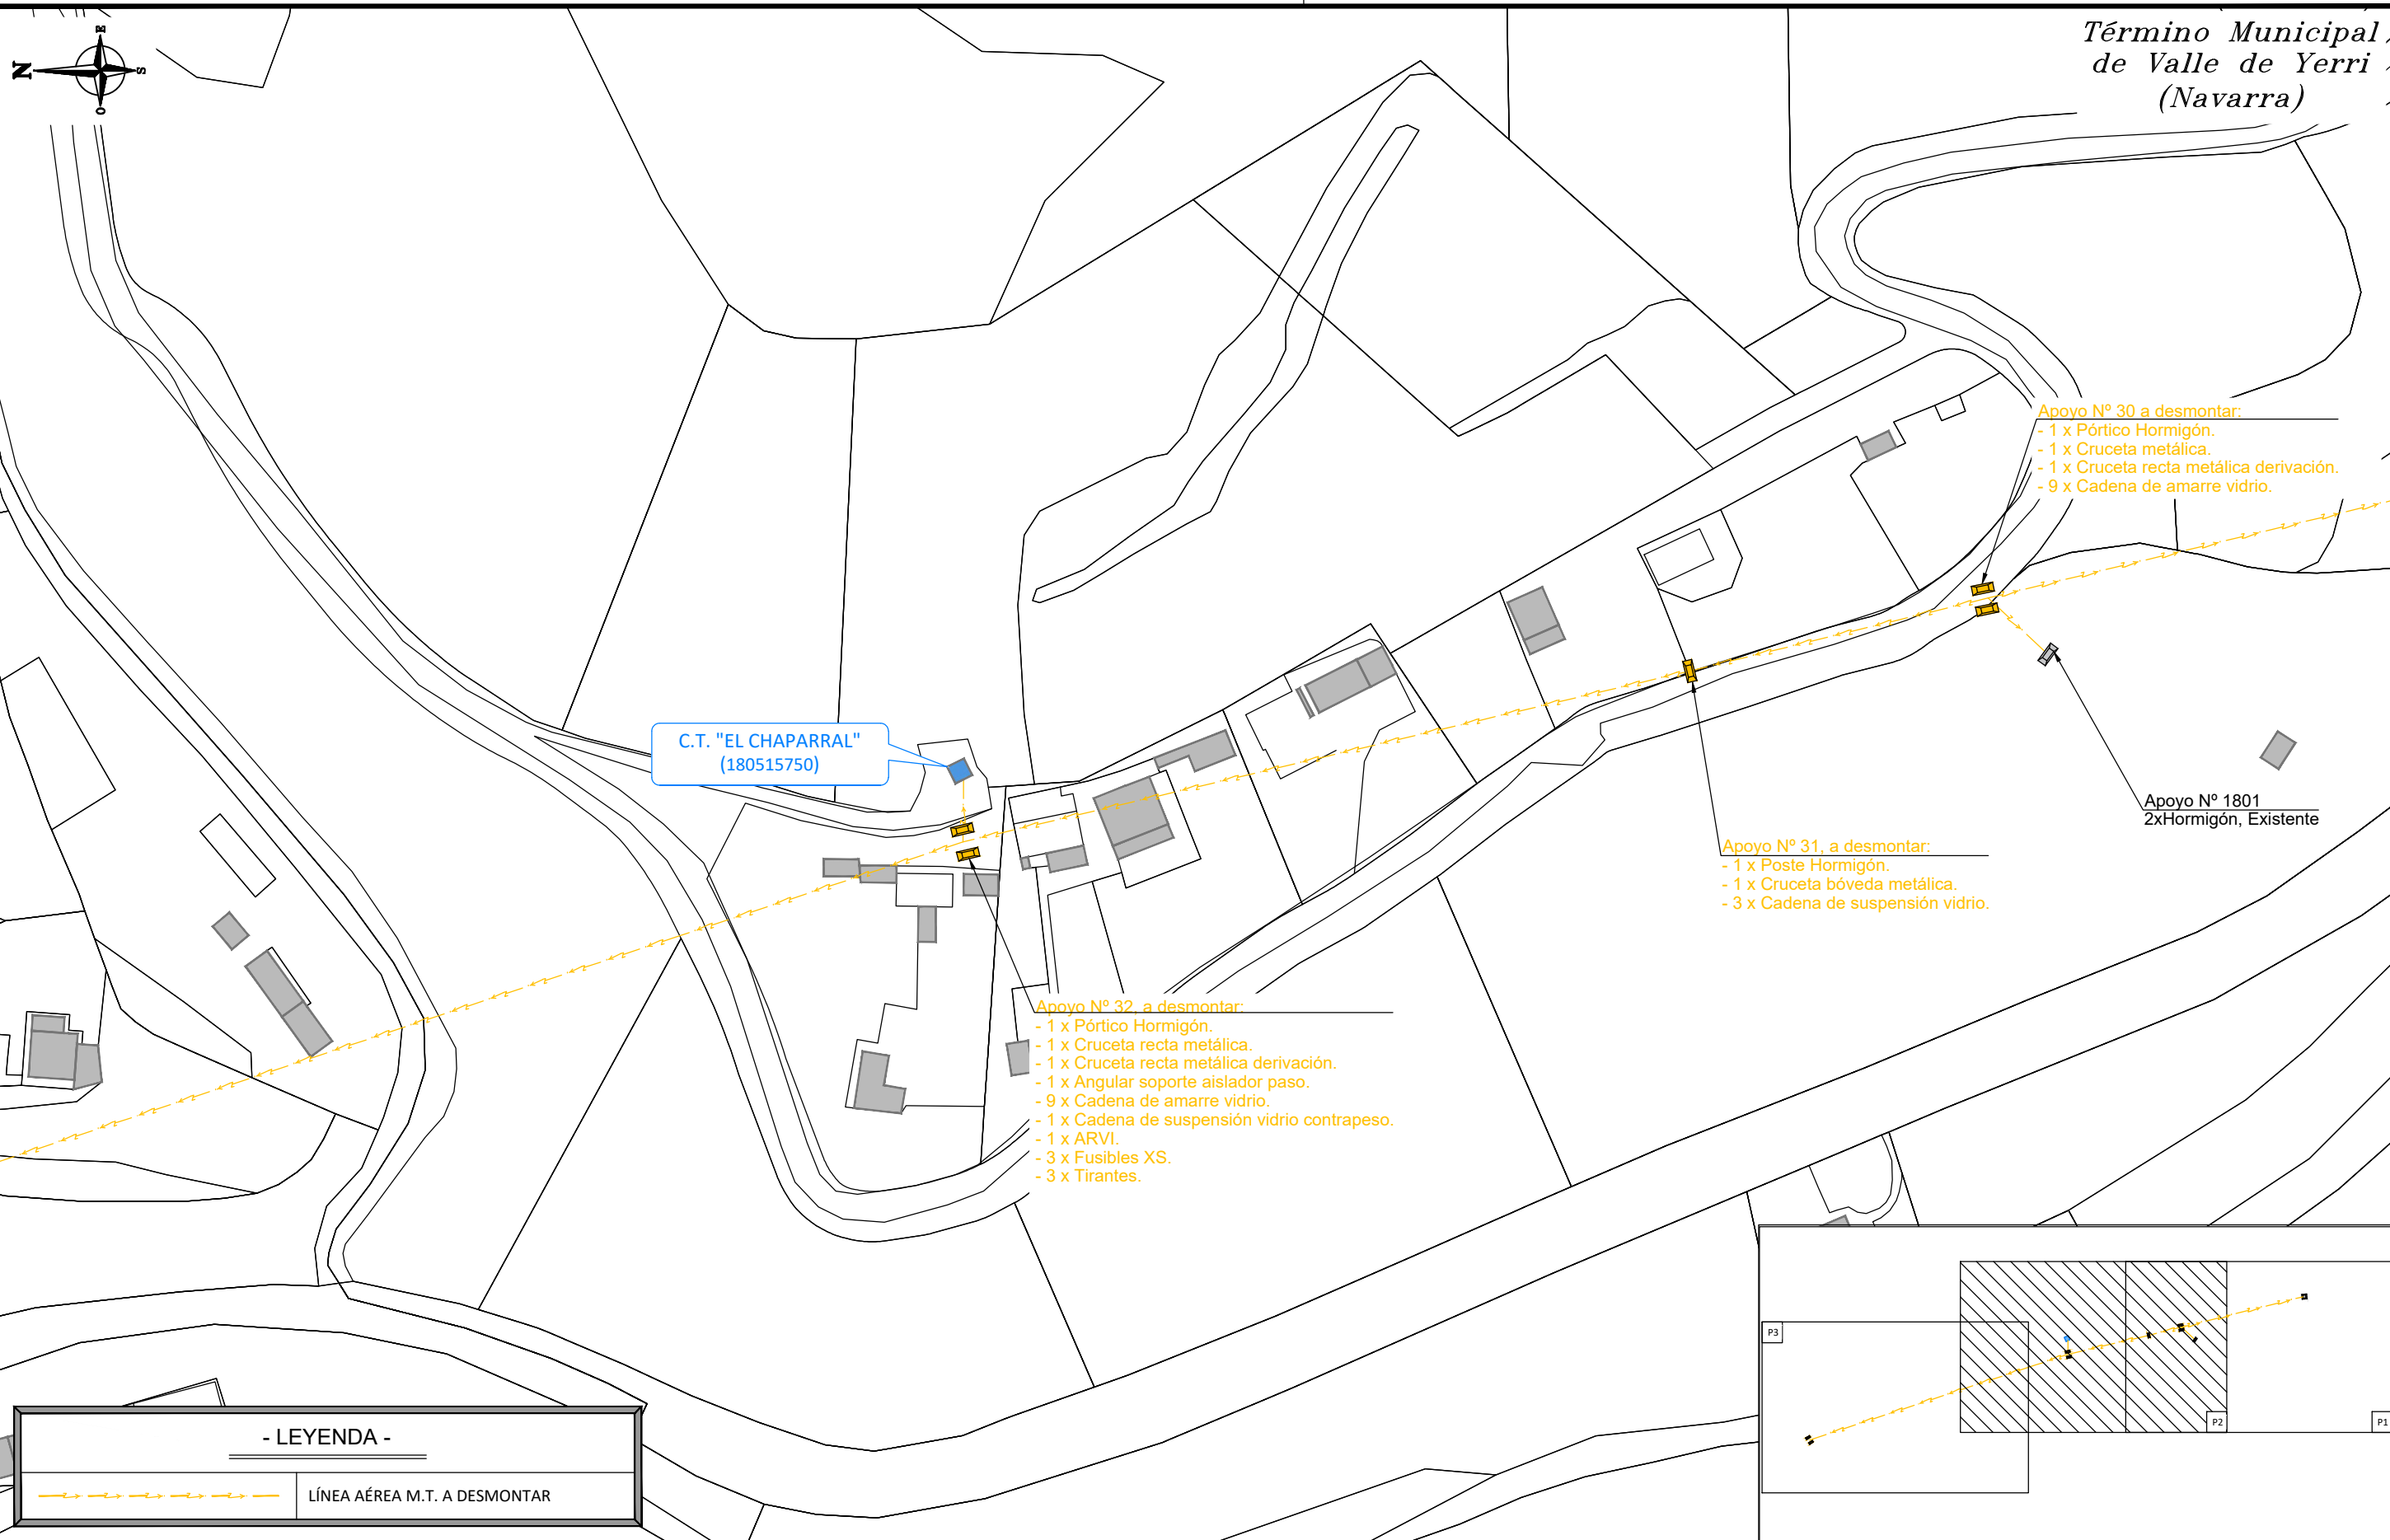 E
N
S
O
Término Municipal
de Valle de Yerri
(Navarra)
Apoyo Nº 30 a desmontar:
- 1 x Pórtico Hormigón.
- 1 x Cruceta metálica.
- 1 x Cruceta recta metálica derivación.
- 9 x Cadena de amarre vidrio.
C.T. "EL CHAPARRAL"
(180515750)
Apoyo Nº 1801
2xHormigón, Existente
Apoyo Nº 31, a desmontar:
- 1 x Poste Hormigón.
- 1 x Cruceta bóveda metálica.
- 3 x Cadena de suspensión vidrio.
Apoyo Nº 32, a desmontar:
- 1 x Pórtico Hormigón.
- 1 x Cruceta recta metálica.
- 1 x Cruceta recta metálica derivación.
- 1 x Angular soporte aislador paso.
- 9 x Cadena de amarre vidrio.
- 1 x Cadena de suspensión vidrio contrapeso.
- 1 x ARVI.
- 3 x Fusibles XS.
- 3 x Tirantes.
P3
P2
P1
- LEYENDA -
LÍNEA AÉREA M.T. A DESMONTAR